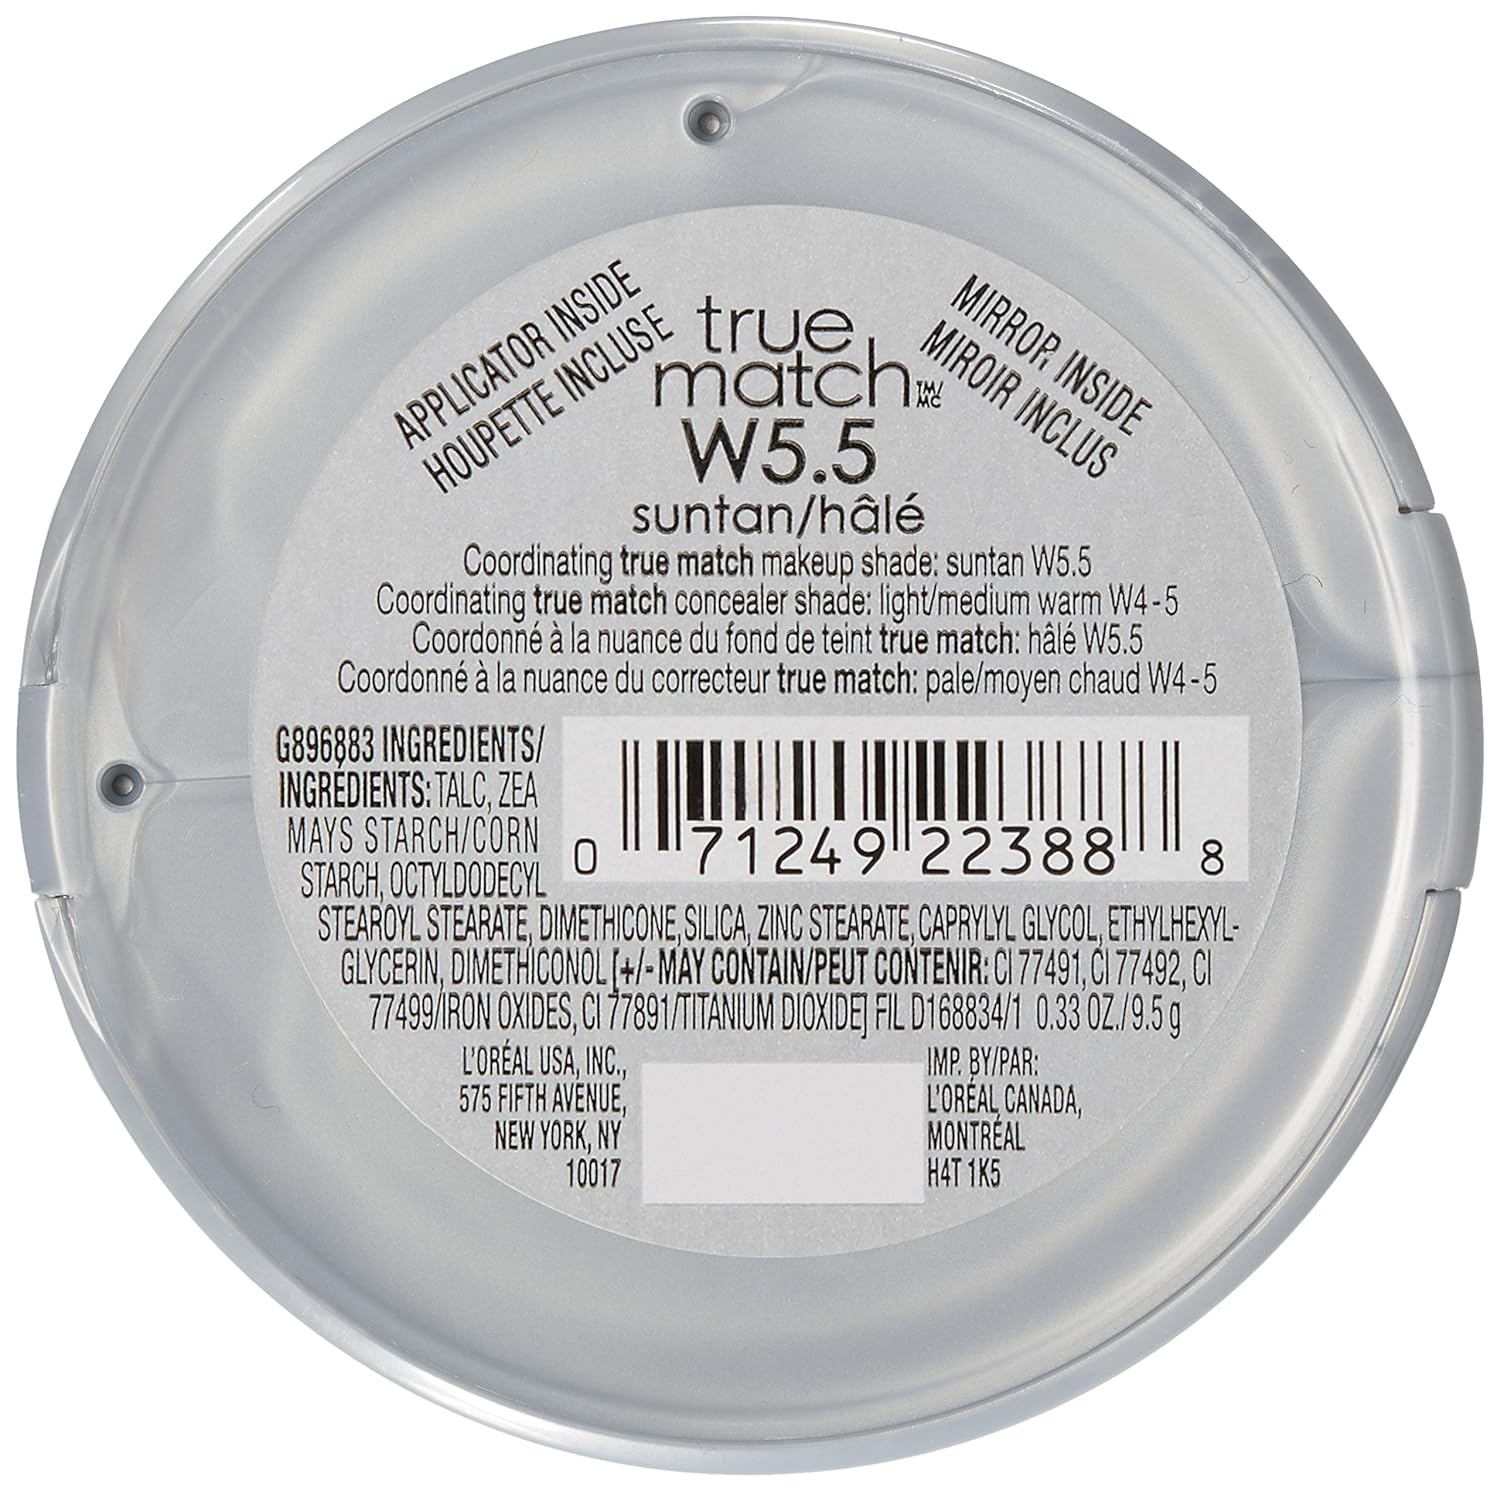 APPLICATOR INSIDE
HOUPETTE INCLUSE
true
match TM/
MC
MIRROR INSIDE
MIROIR INCLUS
W5.5
suntan/hâlé
Coordinating true match makeup shade: suntan W5.5
Coordinating true match concealer shade: light/medium warm W4-5
Coordonné à la nuance du fond de teint true match: hâlé W5.5
Coordonné à la nuance du correcteur true match: pale/moyen chaud W4-5
G896883 INGREDIENTS/
INGRÉDIENTS: TALC, ZEA
MAYS STARCH/CORN
STARCH, OCTYLDODECYL
0 71249 22388 8
STEAROYL STEARATE, DIMETHICONE, SILICA, ZINC STEARATE, CAPRYLYL GLYCOL, ETHYLHEXYL-
GLYCERIN, DIMETHICONOL [+/- MAY CONTAIN/PEUT CONTENIR: CI 77491, CI 77492, CI
77499/IRON OXIDES, CI 77891/TITANIUM DIOXIDE] FIL D168834/1 0.33 OZ./9.5 g
L'ORÉAL USA, INC.,
575 FIFTH AVENUE,
NEW YORK, NY
10017
IMP. BY/PAR:
L'ORÉAL CANADA,
MONTRÉAL
H4T 1K5